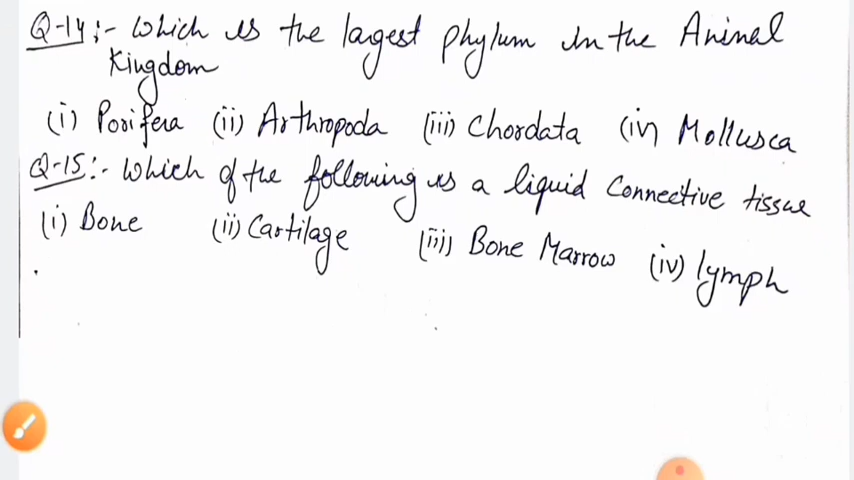 Q-14:- Which is the largest phylum in the Animal
Kingdom
(i) Porifera (ii) Arthropoda (iii) Chordata (iv) Mollusca
Q-15:- Which of the following is a liquid Connective tissue
(i) Bone (ii) Cartilage (iii) Bone Marrow (iv) lymph